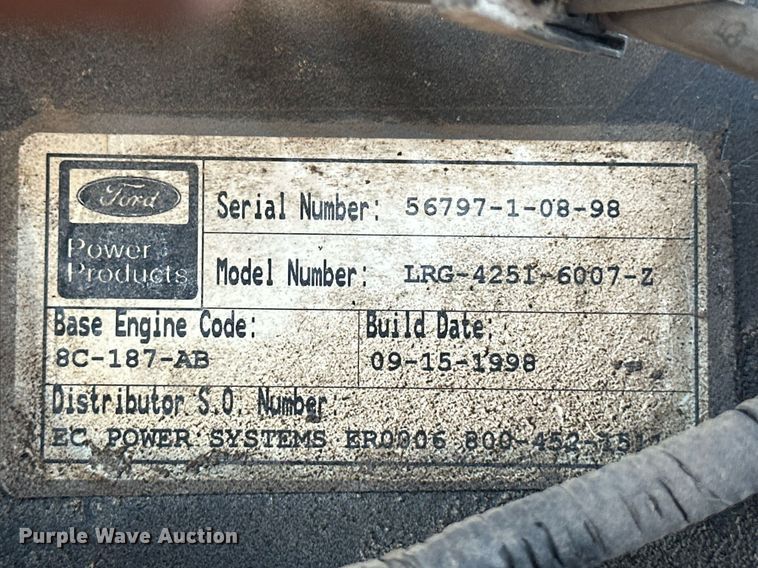 Ford
Power Products
Serial Number: 56797-1-08-98
Model Number: LRG-425I-6007-Z
Base Engine Code:
8C-187-AB
Build Date:
09-15-1998
Distributor S.O. Number
EC POWER SYSTEMS ER0006 800-452-
Purple Wave Auction